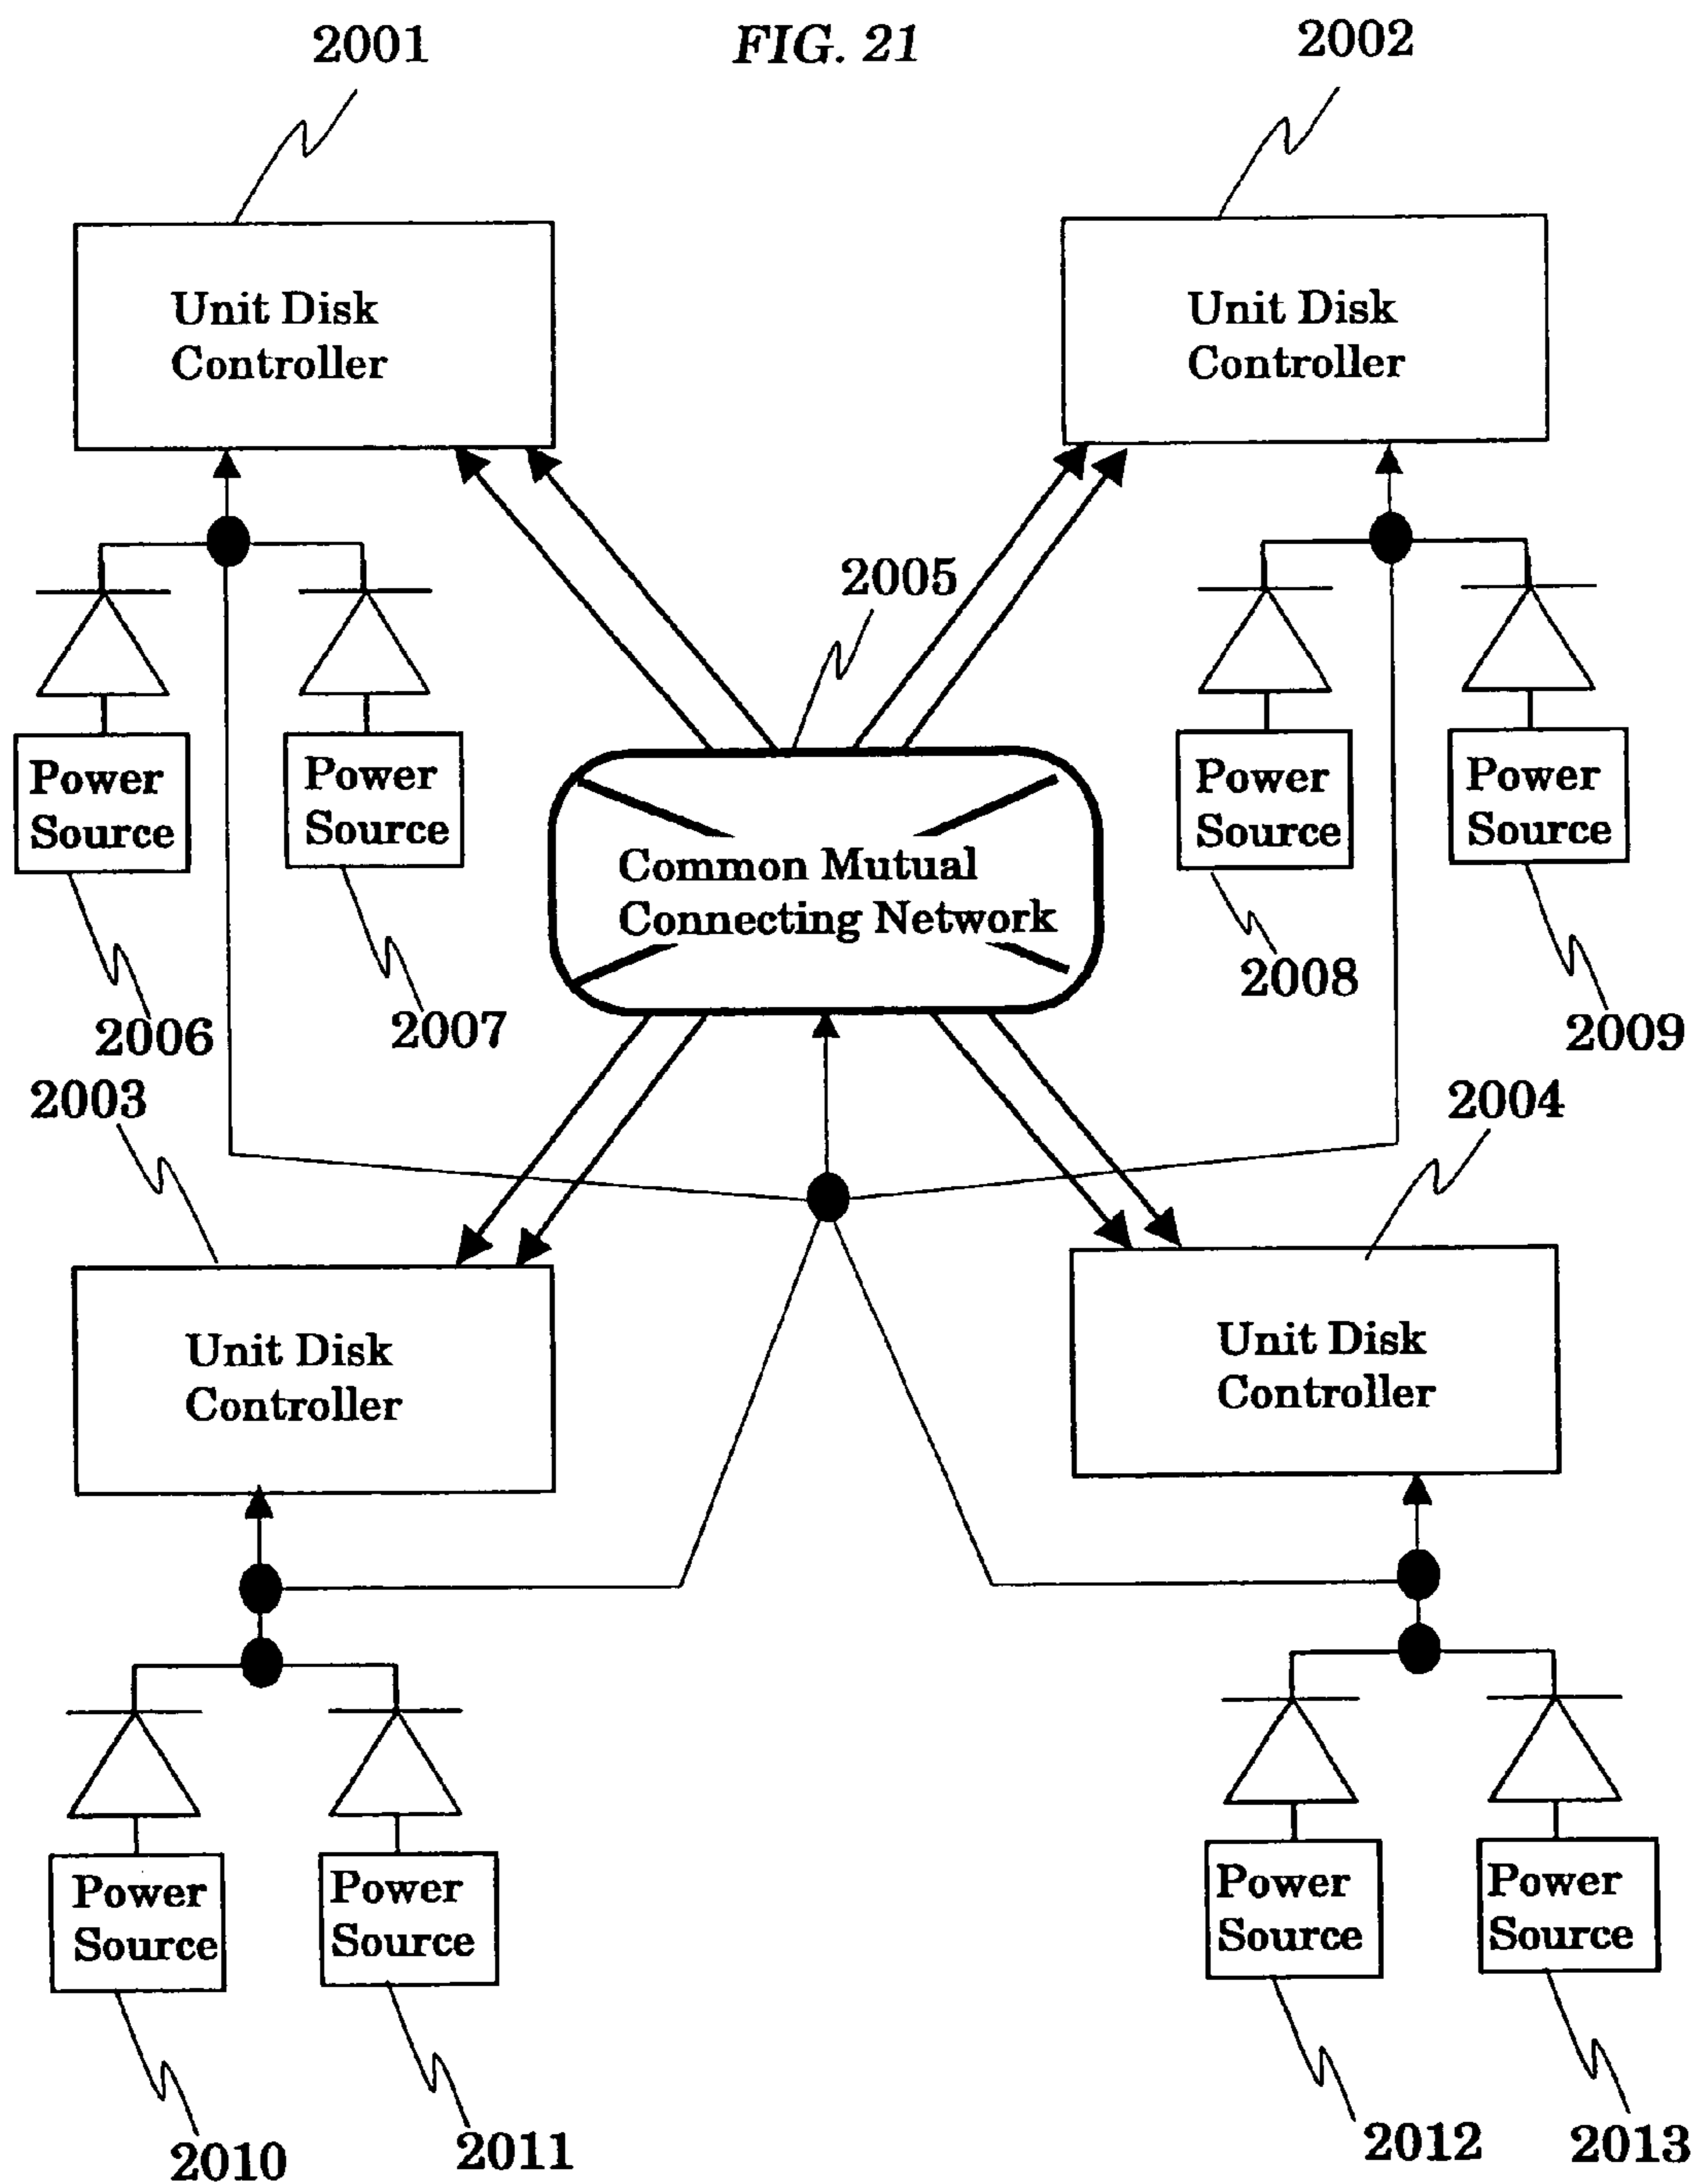 2001
FIG. 21
2002
Unit Disk
Controller
Unit Disk
Controller
2005
Power
Source
Power
Source
Power
Source
Power
Source
Common Mutual
Connecting Network
2006
2007
2008
2009
2003
2004
Unit Disk
Controller
Unit Disk
Controller
Power
Source
Power
Source
Power
Source
Power
Source
2010
2011
2012
2013